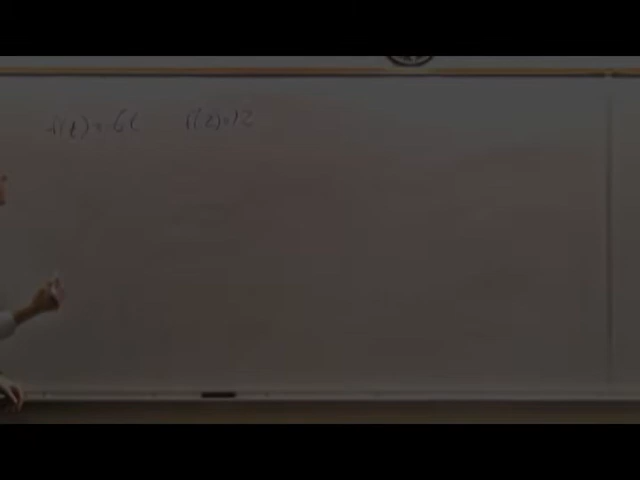 f(t) = 6t f(2)=12